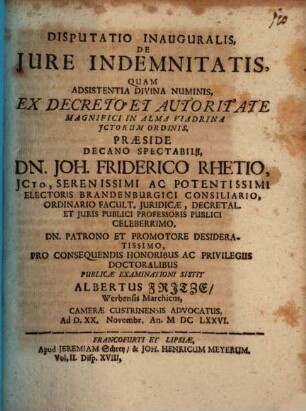 DISPUTATIO INAUGURALIS,
DE
JURE INDEMNITATIS,
QUAM
ADSISTENTIA DIVINA NUMINIS,
EX DECRETO ET AUTORITATE
MAGNIFICI IN ALMA VIADRINA
JCTORUM ORDINIS,
PRÆSIDE
DECANO SPECTABILI,
DN. JOH. FRIDERICO RHETIO,
JCTO, SERENISSIMI AC POTENTISSIMI
ELECTORIS BRANDENBURGICI CONSILIARIO,
ORDINARIO FACULT. JURIDICÆ, DECRETAL.
ET JURIS PUBLICI PROFESSORIS PUBLICI
CELEBERRIMO,
DN. PATRONO ET PROMOTORE DESIDERA-
TISSIMO,
PRO CONSEQUENDIS HONORIBUS AC PRIVILEGIIS
DOCTORALIBUS
PUBLICÆ EXAMINATIONI SISTIT
ALBERTUS FRITZE/
Werbensis Marchicus,
CAMERÆ CUSTRINENSIS ADVOCATUS,
Ad D. XX. Novembr. An. M DC LXXVI.
FRANCOFURTI ET LIPSIÆ,
Apud JEREMIAM Schrey/ & JOH. HENRICUM MEYERUM.
Vol. II. Disp. XVIII,